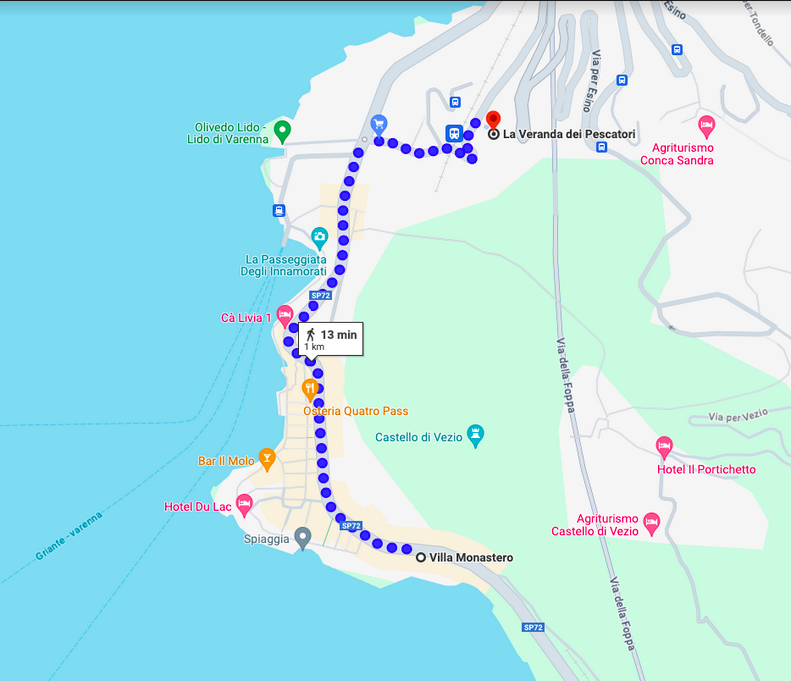 Esino
per Tondello
Via per Esino
Olivedo Lido -
Lido di Varenna
La Veranda dei Pescatori
Agriturismo
Conca Sandra
La Passeggiata
Degli Innamorati
SP72
Cà Livia 1
13 min
1 km
Via della Foppa
Osteria Quatro Pass
Via per Vezio
Castello di Vezio
Bar Il Molo
Hotel Il Portichetto
Hotel Du Lac
Griante - varenna
SP72
Agriturismo
Castello di Vezio
Spiaggia
Villa Monastero
Via della Foppa
SP72